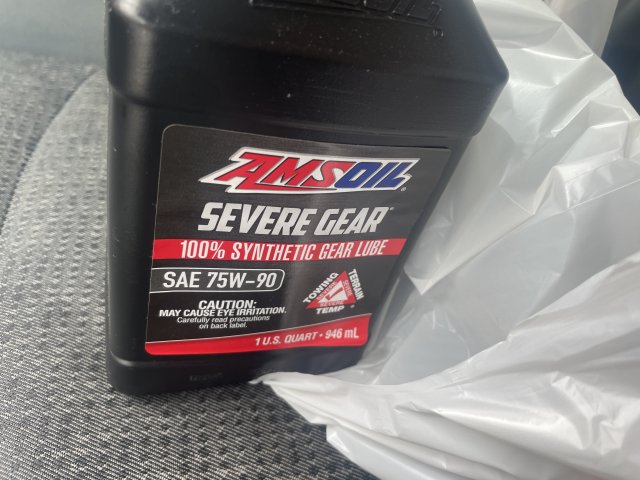 AMSOIL
SEVERE GEAR
100% SYNTHETIC GEAR LUBE
SAE 75W-90
TOWING
TERRAIN
TEMP
CAUTION:
MAY CAUSE EYE IRRITATION.
Carefully read precautions
on back label.
1 U.S. QUART • 946 mL